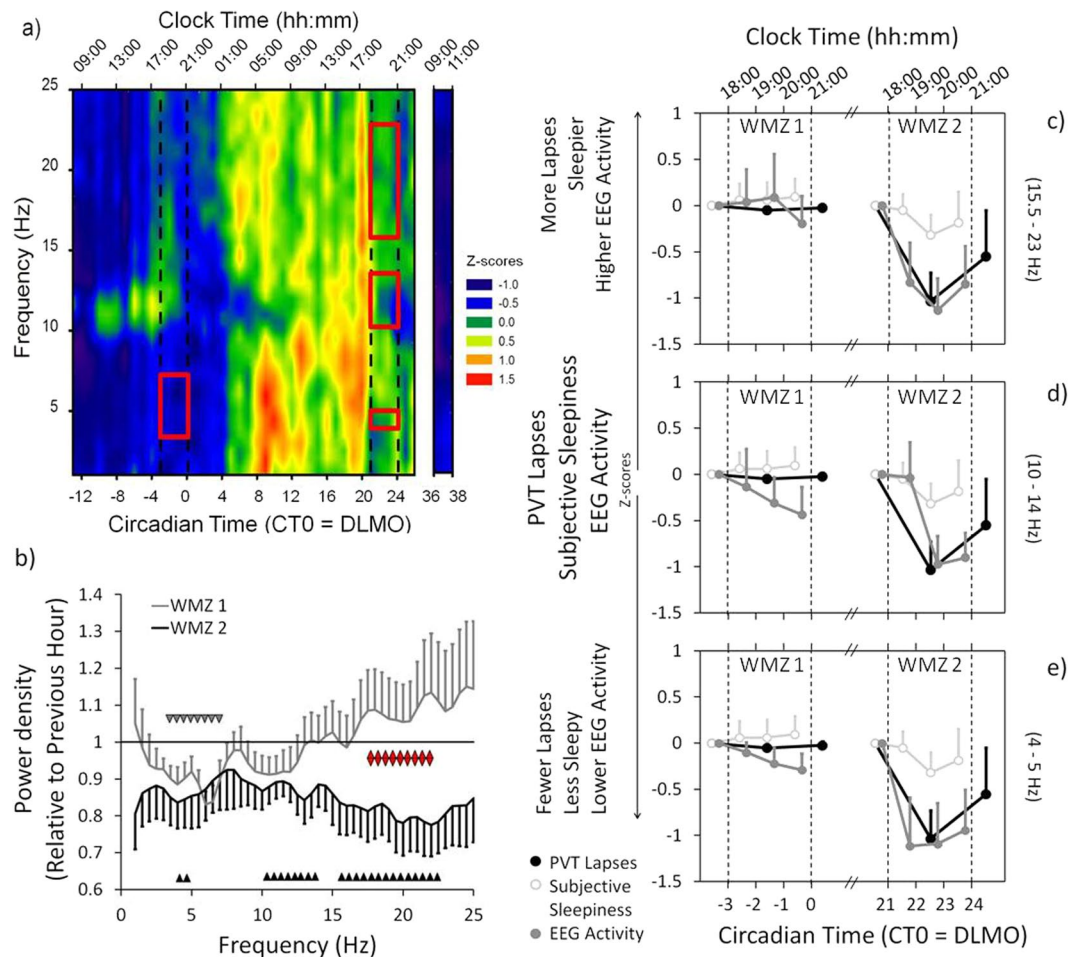 a)
Clock Time (hh:mm)
09:00 13:00 17:00 21:00 01:00 05:00 09:00 13:00 17:00 21:00 09:00 11:00
Frequency (Hz)
25
20
15
10
5
Z-scores
-1.0
-0.5
0.0
0.5
1.0
1.5
-12 -8 -4 0 4 8 12 16 20 24 36 38
Circadian Time (CT0 = DLMO)
b)
Power density
(Relative to Previous Hour)
1.4
1.3
1.2
1.1
1
0.9
0.8
0.7
0.6
WMZ 1
WMZ 2
0 5 10 15 20 25
Frequency (Hz)
More Lapses
Sleepier
Higher EEG Activity
PVT Lapses
Subjective Sleepiness
EEG Activity
Z-scores
Fewer Lapses
Less Sleepy
Lower EEG Activity
PVT Lapses
Subjective
Sleepiness
EEG Activity
Clock Time (hh:mm)
18:00 19:00 20:00 21:00 18:00 19:00 20:00 21:00
c)
WMZ 1 WMZ 2
1
0.5
0
-0.5
-1
-1.5
(15.5 - 23 Hz)
d)
WMZ 1 WMZ 2
1
0.5
0
-0.5
-1
-1.5
(10 - 14 Hz)
e)
WMZ 1 WMZ 2
1
0.5
0
-0.5
-1
-1.5
(4 - 5 Hz)
-3 -2 -1 0 21 22 23 24
Circadian Time (CT0 = DLMO)